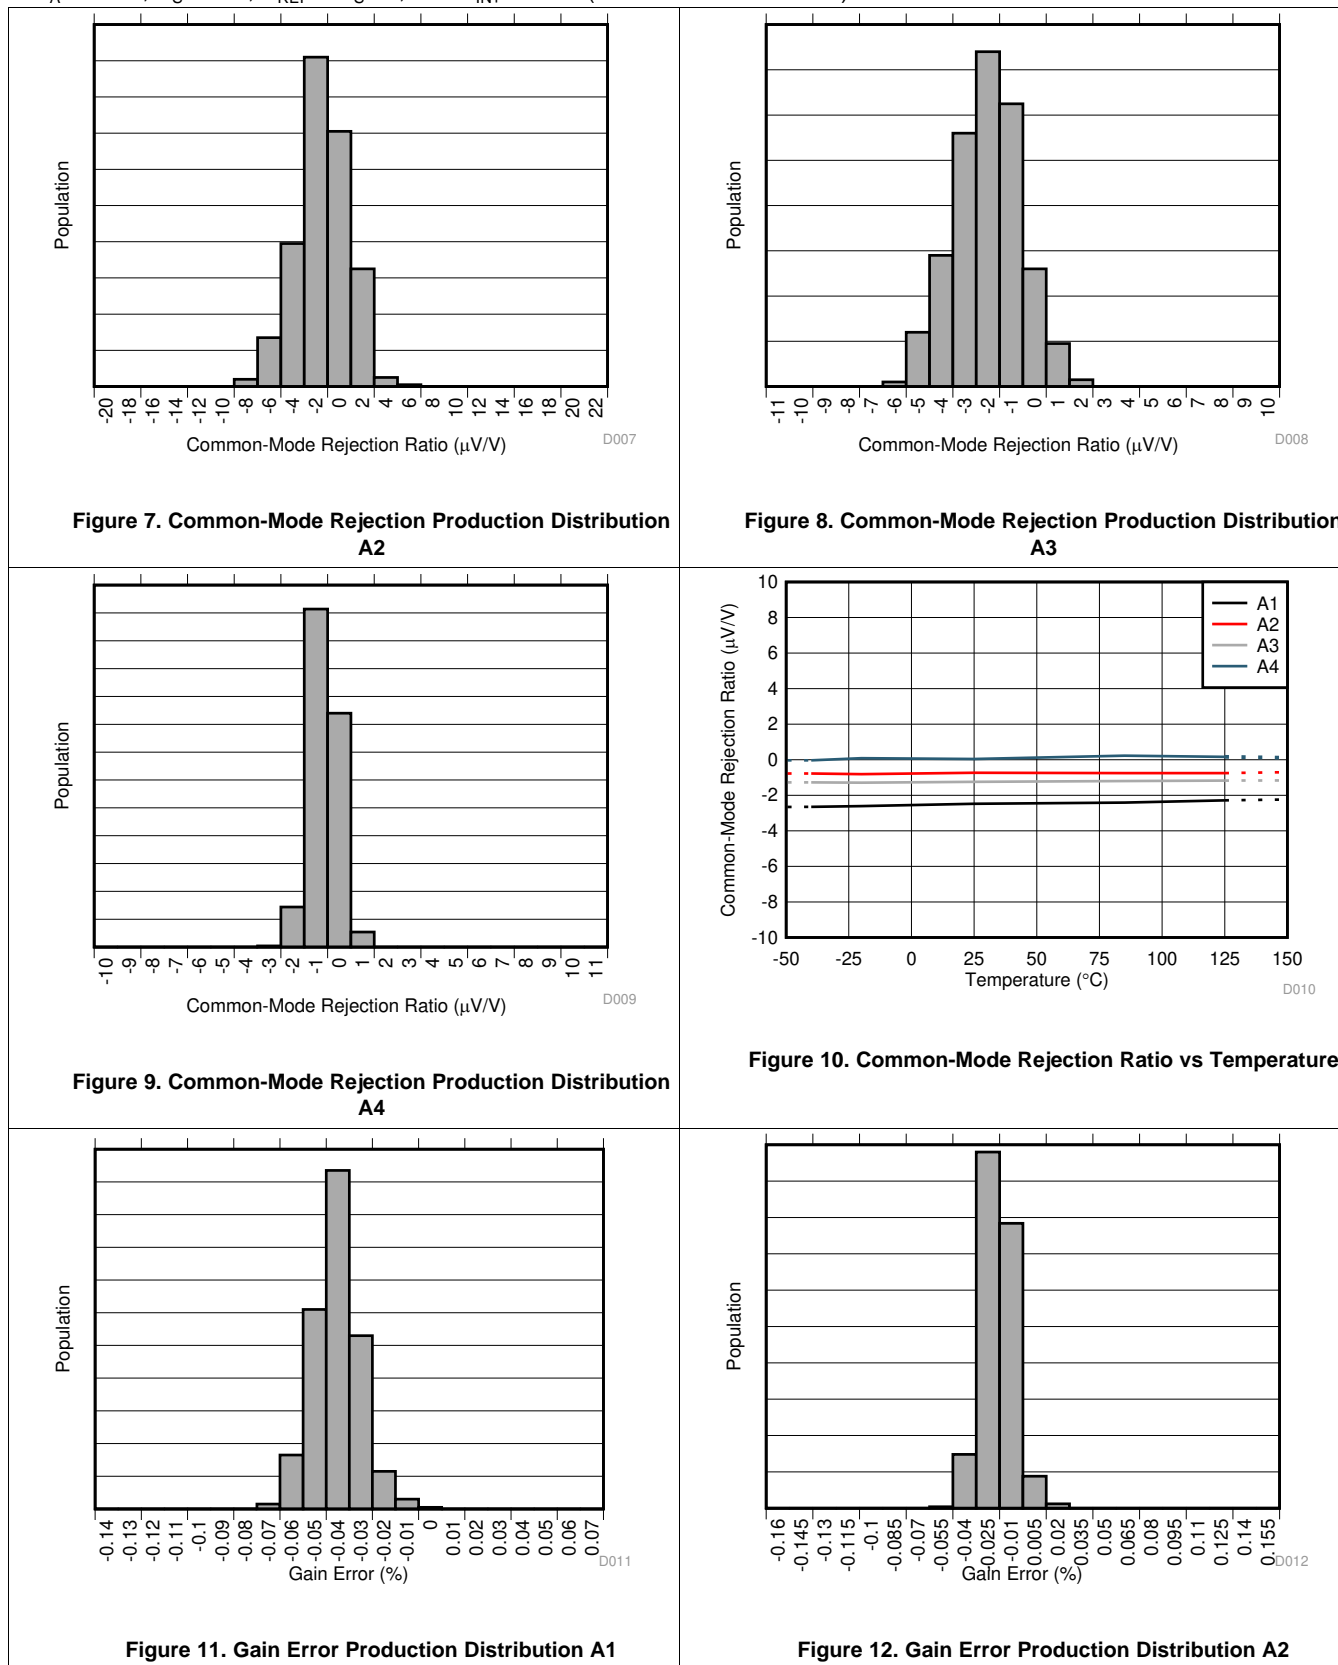 Population
-20 -18 -16 -14 -12 -10 -8 -6 -4 -2 0 2 4 6 8 10 12 14 16 18 20 22
Common-Mode Rejection Ratio (μV/V)
D007
Figure 7. Common-Mode Rejection Production Distribution
A2
Population
-11 -10 -9 -8 -7 -6 -5 -4 -3 -2 -1 0 1 2 3 4 5 6 7 8 9 10
Common-Mode Rejection Ratio (μV/V)
D008
Figure 8. Common-Mode Rejection Production Distribution
A3
Population
-10 -9 -8 -7 -6 -5 -4 -3 -2 -1 0 1 2 3 4 5 6 7 8 9 10 11
Common-Mode Rejection Ratio (μV/V)
D009
Figure 9. Common-Mode Rejection Production Distribution
A4
Common-Mode Rejection Ratio (μV/V)
10
8
6
4
2
0
-2
-4
-6
-8
-10
A1
A2
A3
A4
-50 -25 0 25 50 75 100 125 150
Temperature (°C)
D010
Figure 10. Common-Mode Rejection Ratio vs Temperature
Population
-0.14 -0.13 -0.12 -0.11 -0.1 -0.09 -0.08 -0.07 -0.06 -0.05 -0.04 -0.03 -0.02 -0.01 0 0.01 0.02 0.03 0.04 0.05 0.06 0.07
Gain Error (%)
D011
Figure 11. Gain Error Production Distribution A1
Population
-0.16 -0.145 -0.13 -0.115 -0.1 -0.085 -0.07 -0.055 -0.04 -0.025 -0.01 0.005 0.02 0.035 0.05 0.065 0.08 0.095 0.11 0.125 0.14 0.155
Gain Error (%)
D012
Figure 12. Gain Error Production Distribution A2